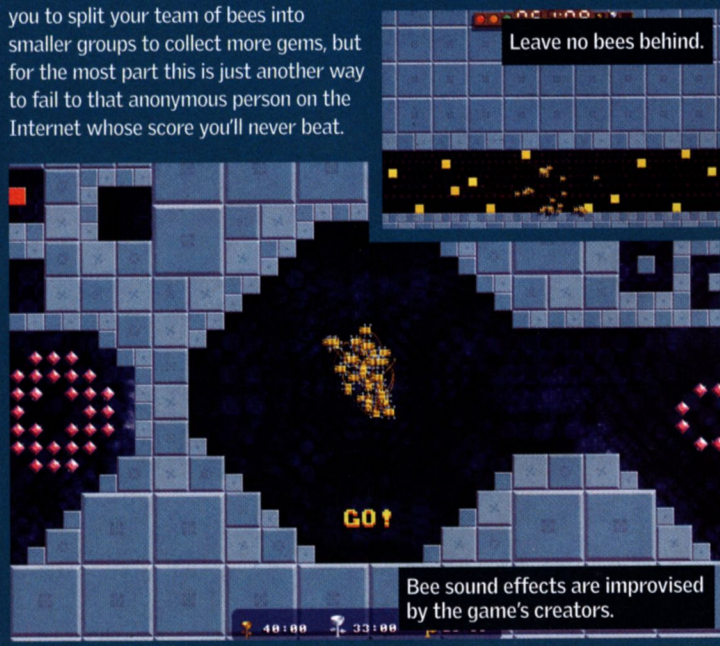 you to split your team of bees into
smaller groups to collect more gems, but
for the most part this is just another way
to fail to that anonymous person on the
Internet whose score you'll never beat.
Leave no bees behind.
GO!
Bee sound effects are improvised
by the game's creators.
40:00 33:00